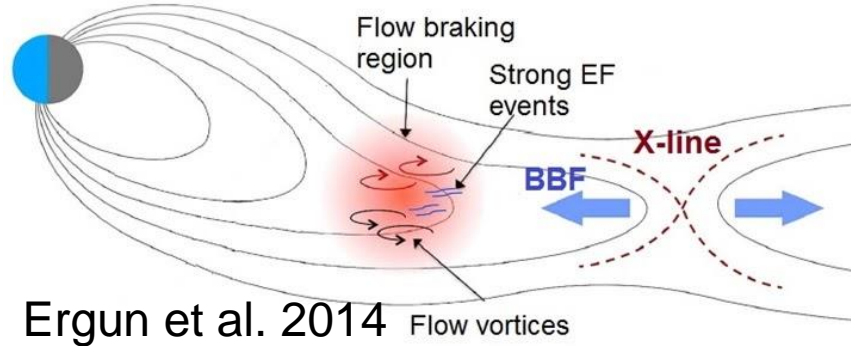 Flow braking
region
Strong EF
events
X-line
BBF
Ergun et al. 2014
Flow vortices